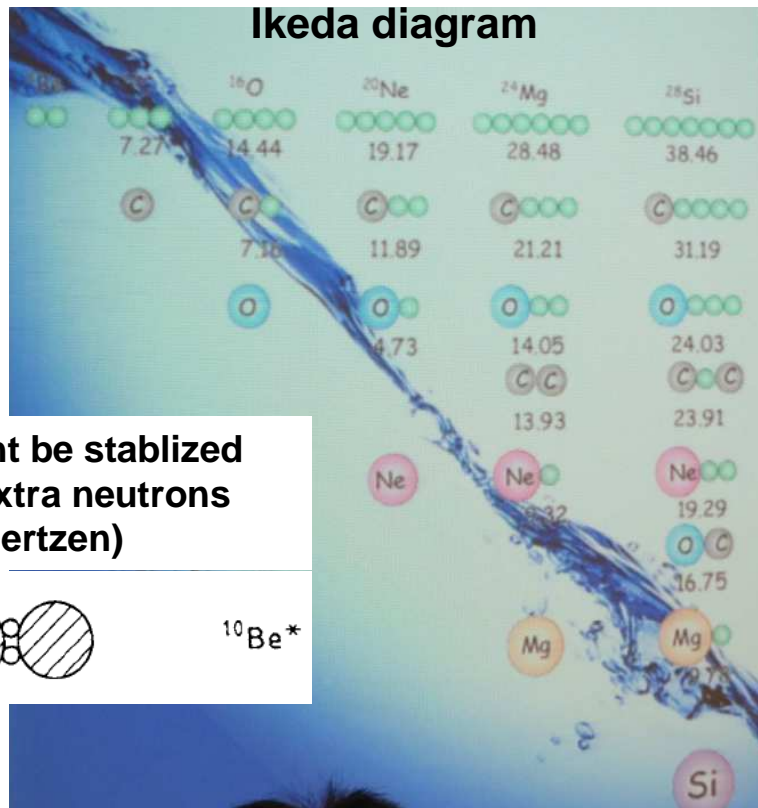 Ikeda diagram
¹⁶O ²⁰Ne ²⁴Mg ²⁸Si
7.27 14.44 19.17 28.48 38.46
C C C C C
7.16 11.89 21.21 31.19
O O O O
4.73 14.05 24.03
C C C C
13.93 23.91
Ne Ne Ne
19.29
O C
16.75
Mg Mg
Si
be stablized
neutrons
¹⁰Be*